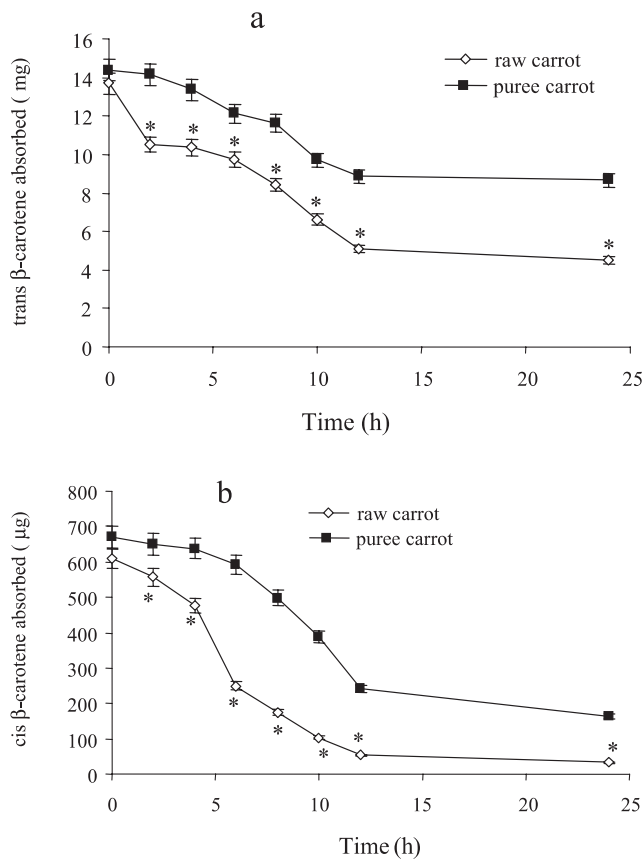 a
16
14
12
10
8
6
4
2
0
trans β-carotene absorbed ( mg)
raw carrot
puree carrot
* * * * * * *
0 5 10 15 20 25
Time (h)
b
800
700
600
500
400
300
200
100
0
cis β-carotene absorbed ( µg)
raw carrot
puree carrot
* * * * * * *
0 5 10 15 20 25
Time (h)